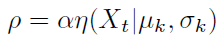 ρ = αη(X_t|μ_k, σ_k)